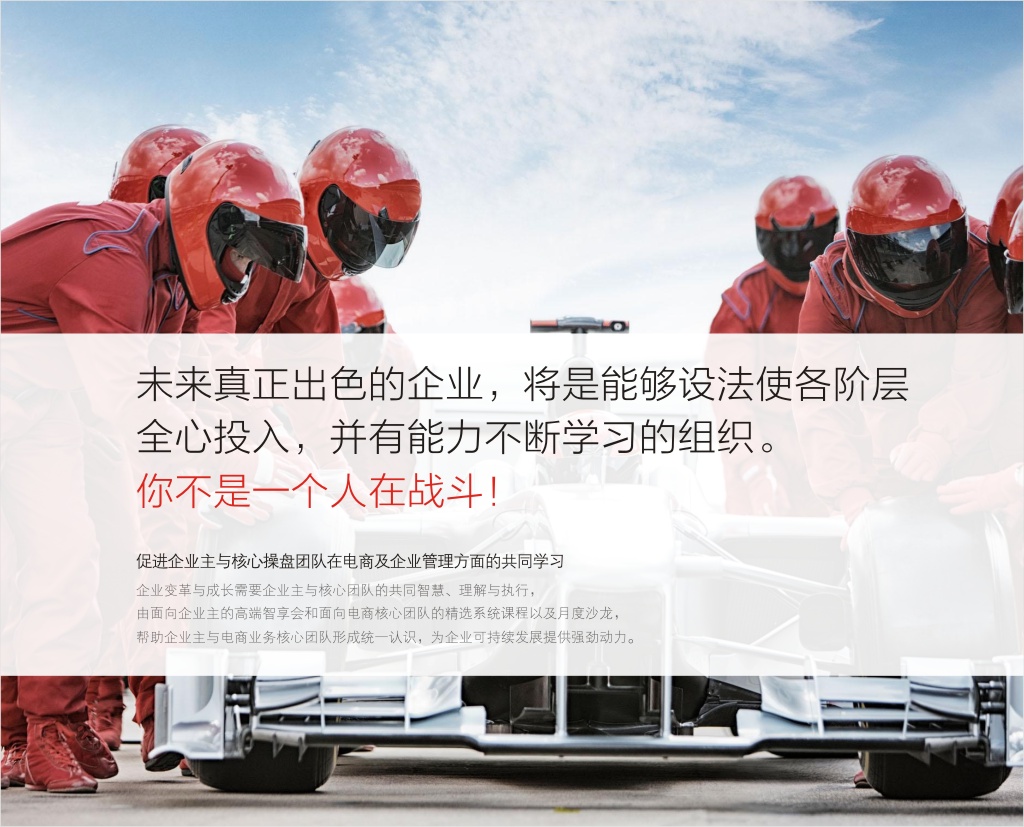 未来真正出色的企业，将是能够设法使各阶层
全心投入，并有能力不断学习的组织。
你不是一个人在战斗！
促进企业主与核心操盘团队在电商及企业管理方面的共同学习
企业变革与成长需要企业主与核心团队的共同智慧、理解与执行，
由面向企业主的高端智享会和面向电商核心团队的精选系统课程以及月度沙龙，
帮助企业主与电商业务核心团队形成统一认识，为企业可持续发展提供强劲动力。